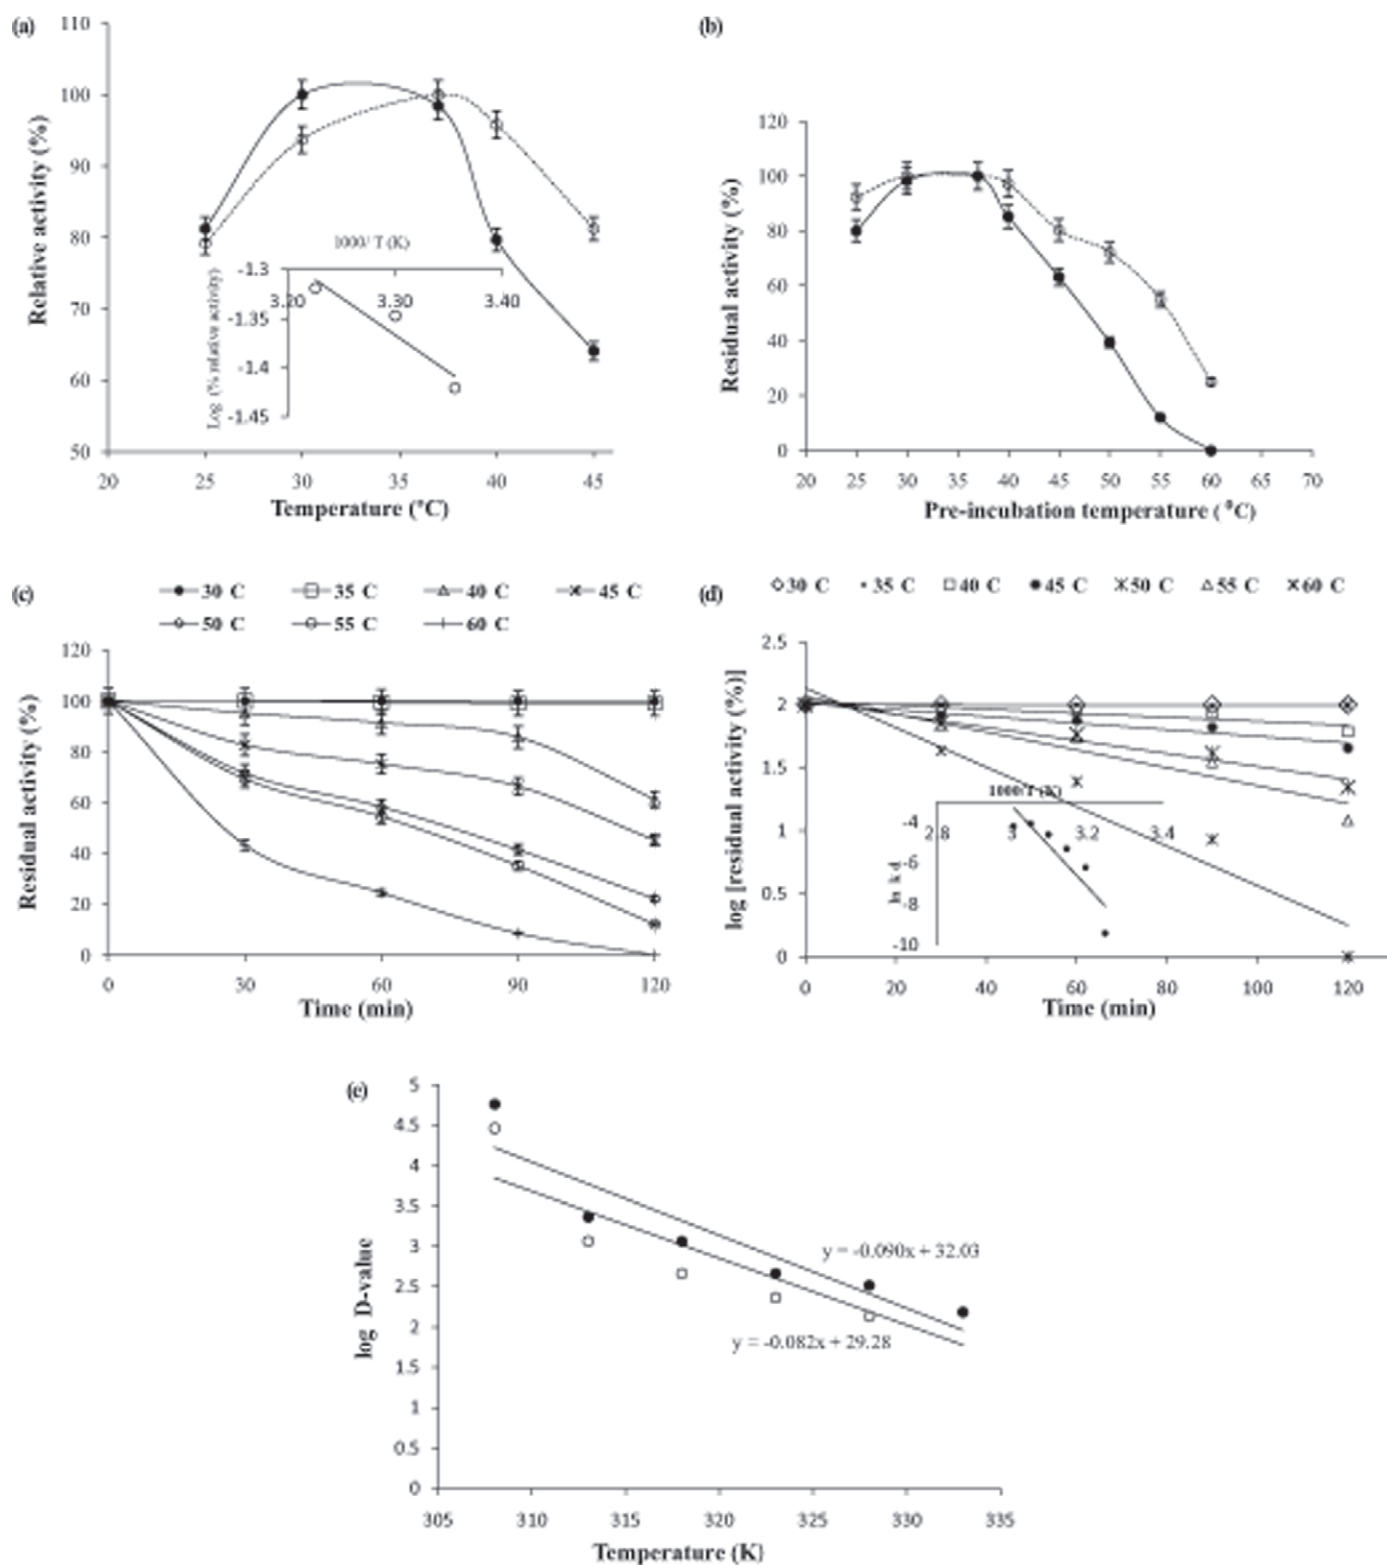 (a)
110
100
90
80
70
60
50
Relative activity (%)
20 25 30 35 40 45
Temperature (°C)
1000/ T (K)
3.20 3.30 3.40
-1.3
-1.35
-1.4
-1.45
Log (% relative activity)
(b)
120
100
80
60
40
20
0
Residual activity (%)
20 25 30 35 40 45 50 55 60 65 70
Pre-incubation temperature (°C)
(c)
30 C 35 C 40 C 45 C
50 C 55 C 60 C
120
100
80
60
40
20
0
Residual activity (%)
0 30 60 90 120
Time (min)
(d)
30 C 35 C 40 C 45 C 50 C 55 C 60 C
2.5
2
1.5
1
0.5
0
log [residual activity (%)]
0 20 40 60 80 100 120
Time (min)
1000/T (K)
2.8 3 3.2 3.4
-4
-6
-8
-10
ln k d
(e)
5
4.5
4
3.5
3
2.5
2
1.5
1
0.5
0
log D-value
y = -0.090x + 32.03
y = -0.082x + 29.28
305 310 315 320 325 330 335
Temperature (K)